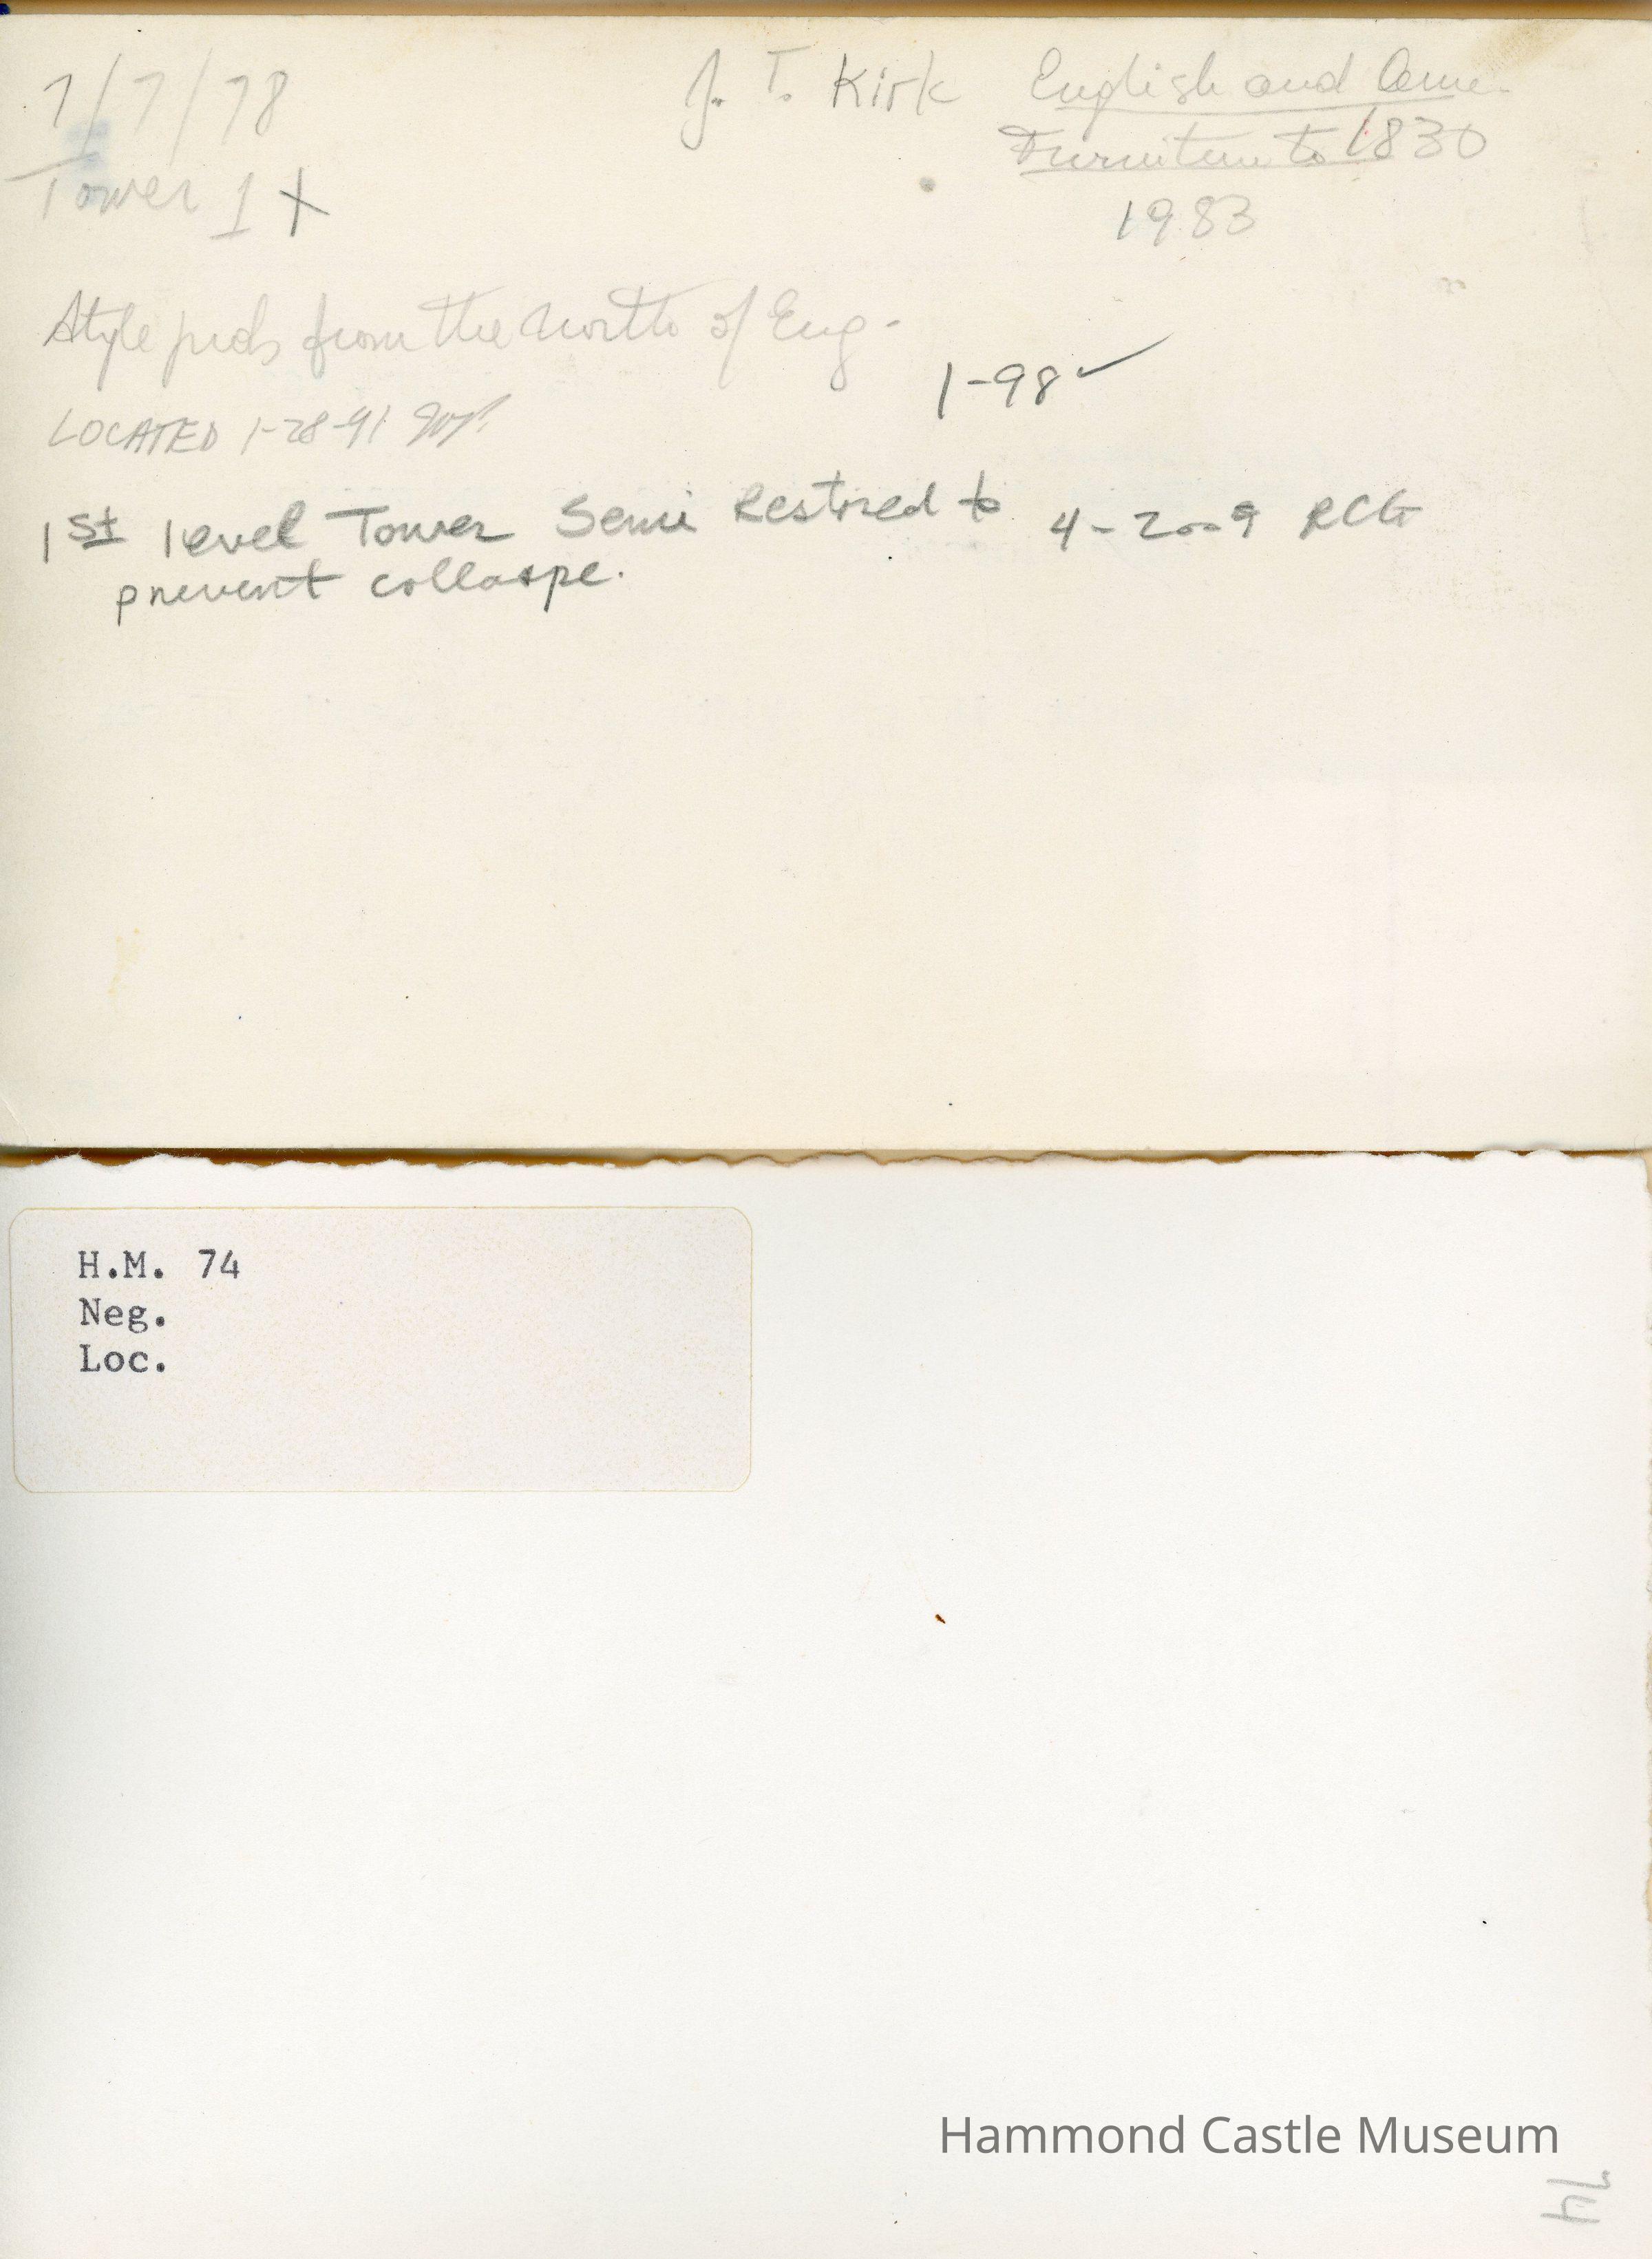 7/7/78
J. T. Kirk English and Ame.
Furniture to 1830
1983
Tower 1 X
Style from the North of Eng.
1-98 ✓
LOCATED 1-28-91
1st level Tower Semi Restored to
prevent collaspe.
4-2009 RCG
H.M. 74
Neg.
Loc.
Hammond Castle Museum
74